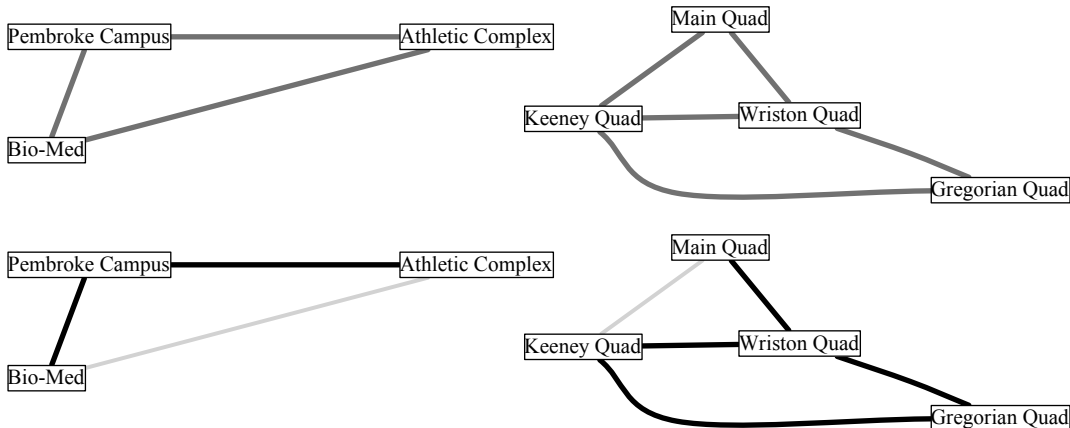 Main Quad
Pembroke Campus
Athletic Complex
Keeney Quad
Wriston Quad
Bio-Med
Gregorian Quad
Main Quad
Pembroke Campus
Athletic Complex
Keeney Quad
Wriston Quad
Bio-Med
Gregorian Quad